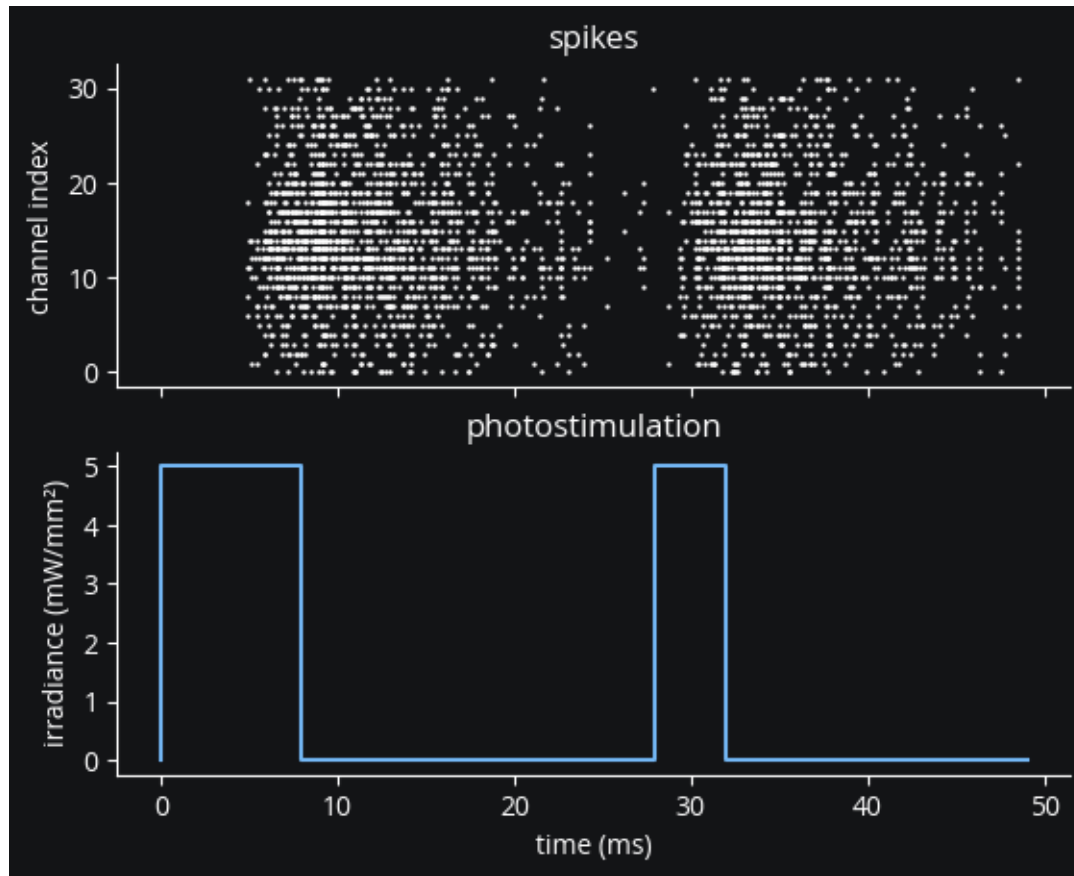 spikes
channel index
30
20
10
0
photostimulation
irradiance (mW/mm²)
5
4
3
2
1
0
0 10 20 30 40 50
time (ms)